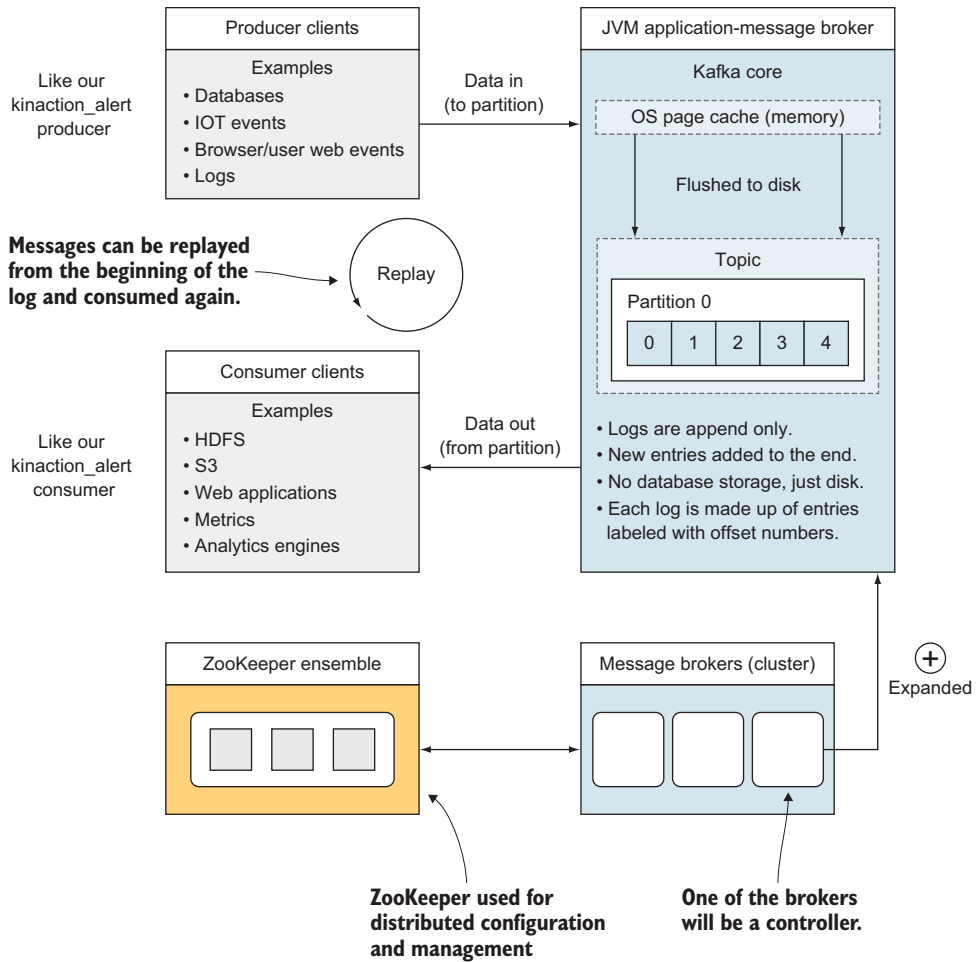 Producer clients
Examples
• Databases
• IOT events
• Browser/user web events
• Logs
Like our
kinaction_alert
producer
Data in
(to partition)
JVM application-message broker
Kafka core
OS page cache (memory)
Flushed to disk
Topic
Partition 0
0 1 2 3 4
• Logs are append only.
• New entries added to the end.
• No database storage, just disk.
• Each log is made up of entries
labeled with offset numbers.
Messages can be replayed
from the beginning of the
log and consumed again.
Replay
Consumer clients
Examples
• HDFS
• S3
• Web applications
• Metrics
• Analytics engines
Like our
kinaction_alert
consumer
Data out
(from partition)
ZooKeeper ensemble
Message brokers (cluster)
+
Expanded
ZooKeeper used for
distributed configuration
and management
One of the brokers
will be a controller.